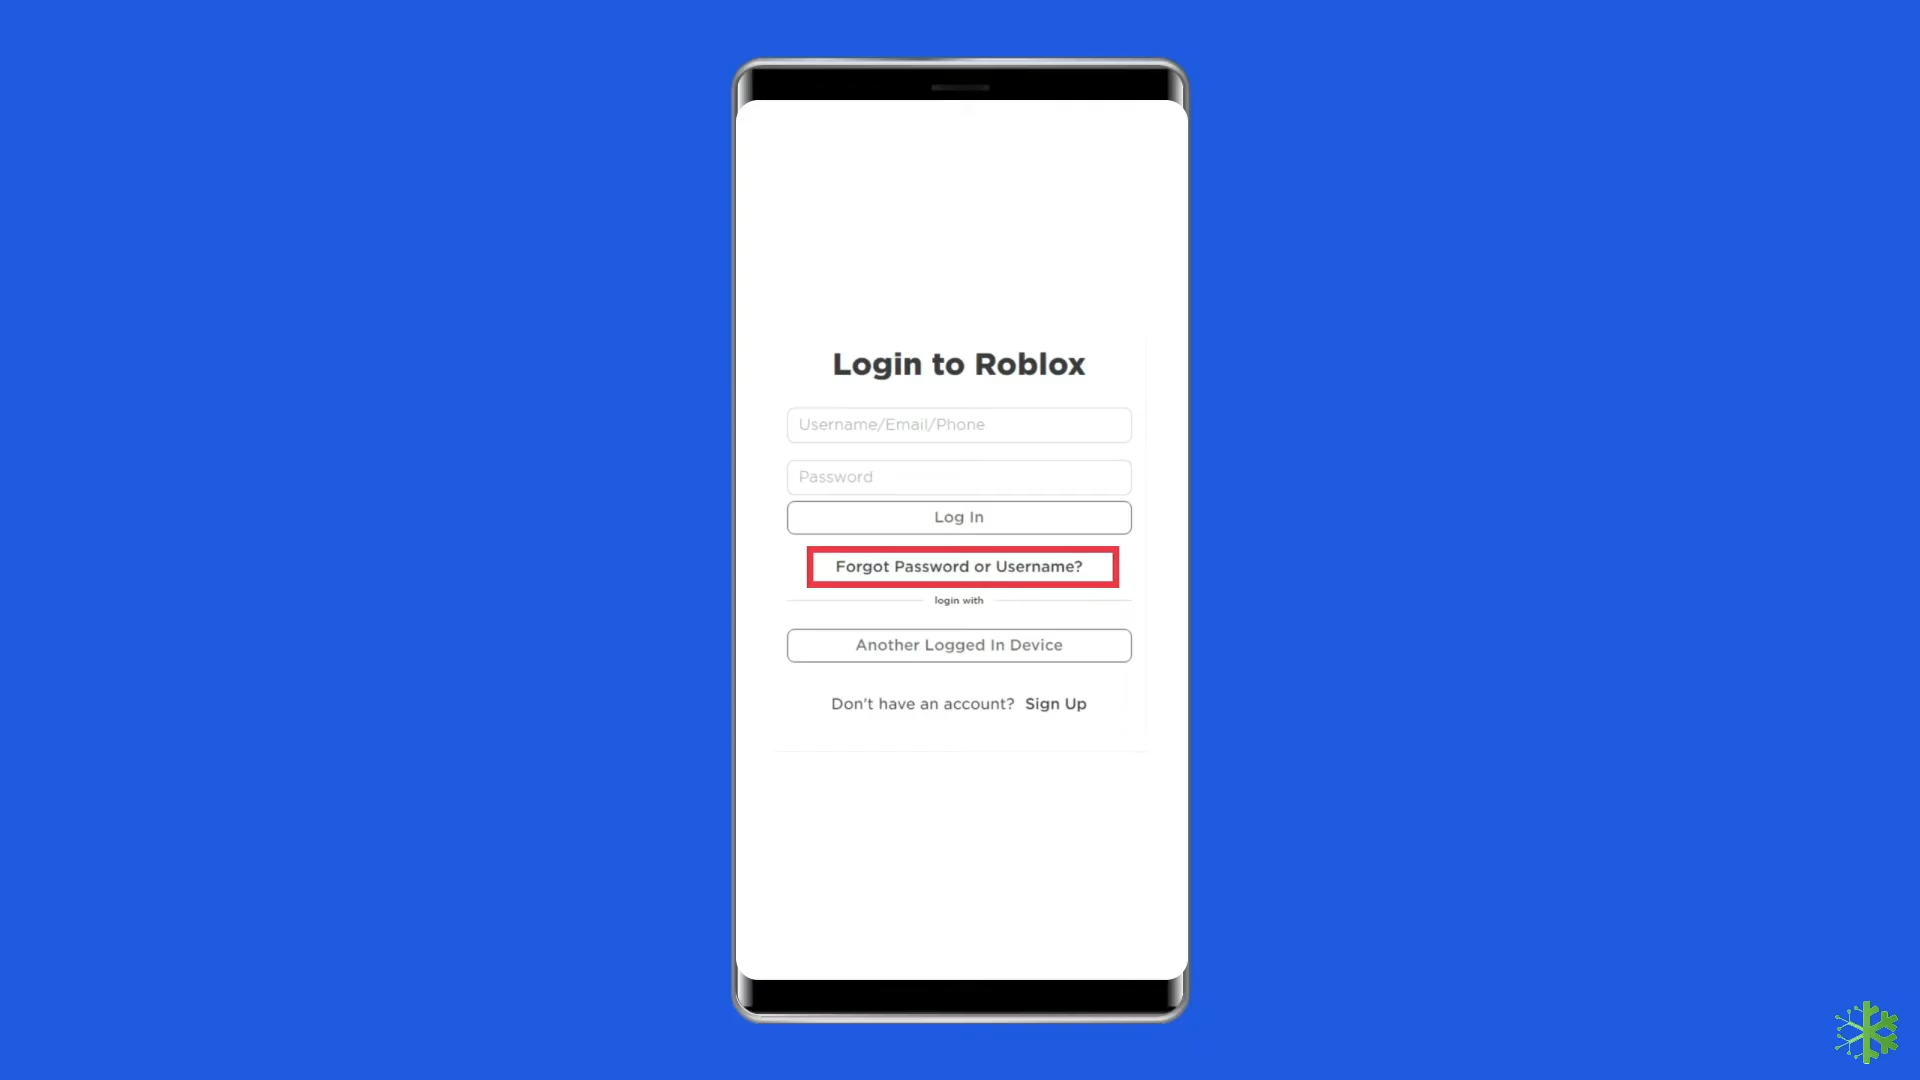 Login to Roblox
Username/Email/Phone
Password
Log In
Forgot Password or Username?
login with
Another Logged In Device
Don't have an account? Sign Up